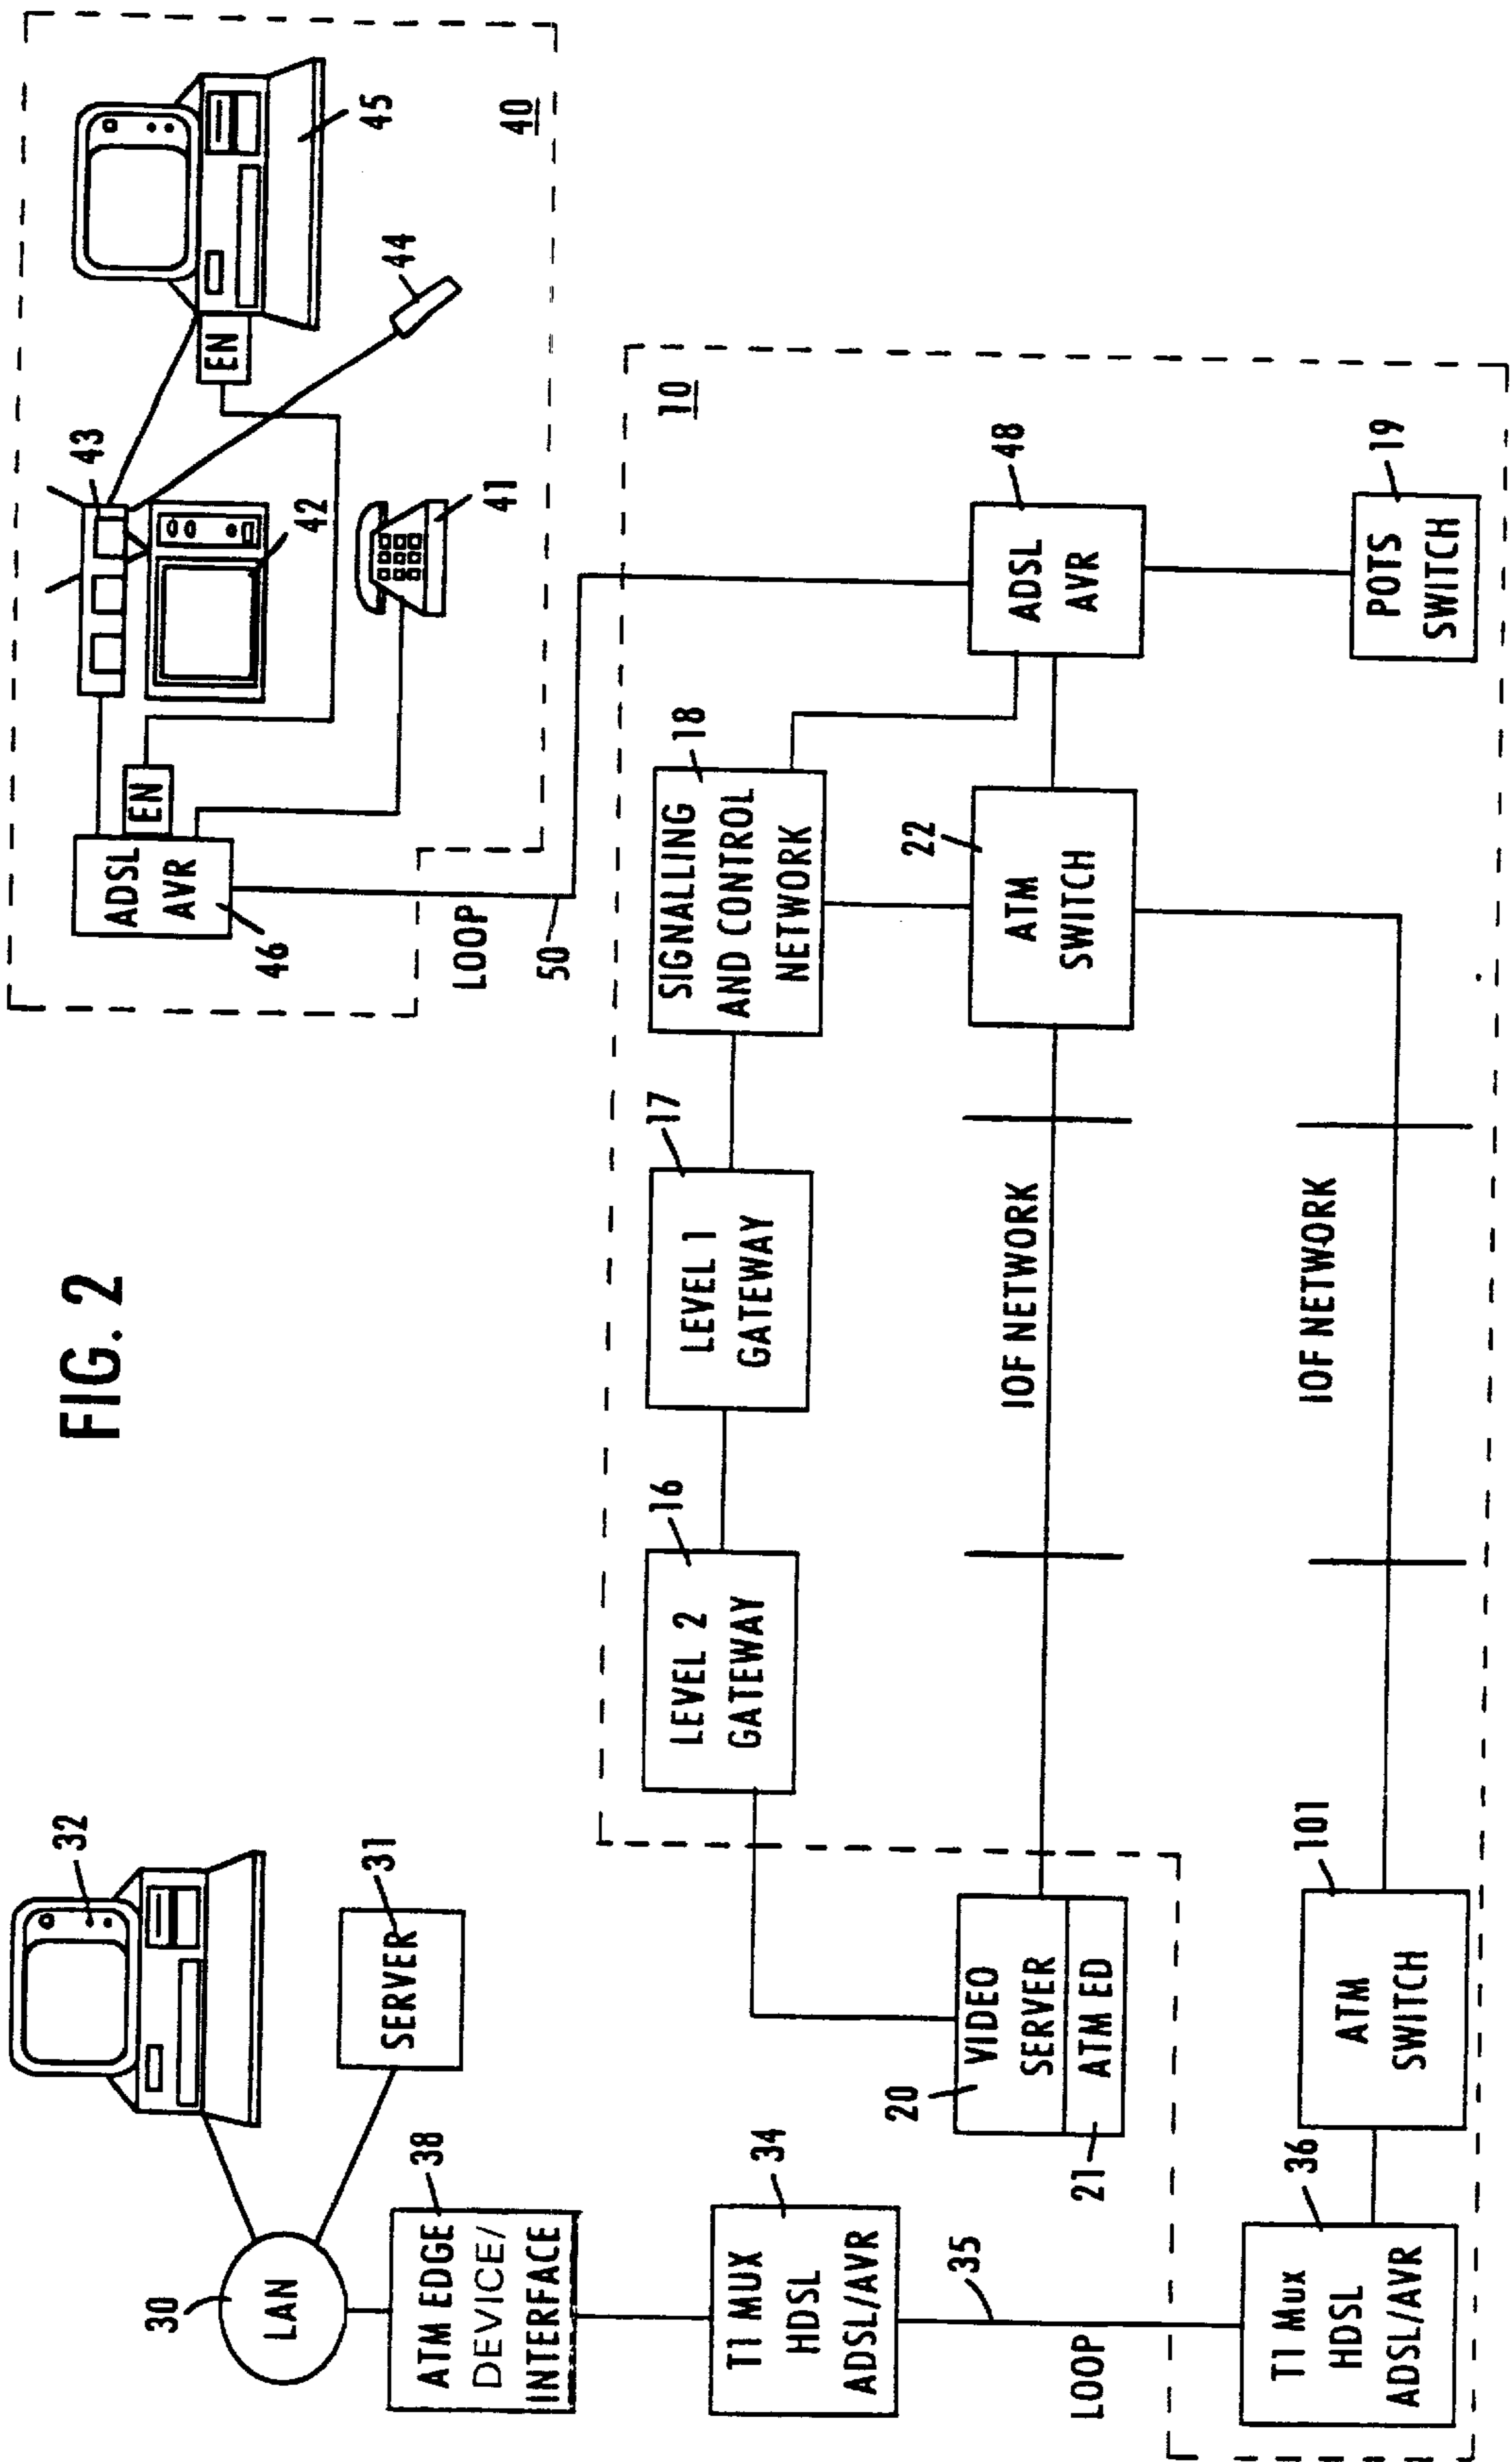 FIG. 2
32
31
SERVER
30
LAN
38
ATM EDGE
DEVICE/
INTERFACE
34
T1 MUX
HDSL
ADSL/AVR
35
LOOP
36
T1 Mux
HDSL
ADSL/AVR
101
ATM
SWITCH
20
VIDEO
SERVER
21
ATM ED
16
LEVEL 2
GATEWAY
17
LEVEL 1
GATEWAY
18
SIGNALLING
AND CONTROL
NETWORK
IOF NETWORK
IOF NETWORK
22
ATM
SWITCH
10
48
ADSL
AVR
19
POTS
SWITCH
LOOP
50
46
ADSL
AVR
EN
43
42
41
EN
44
45
40